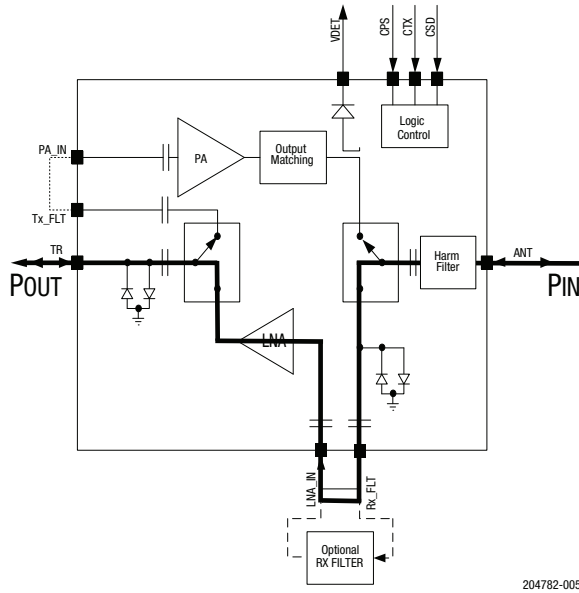 VDET
CPS
CTX
CSD
Logic
Control
PA_IN
PA
Output
Matching
Tx_FLT
TR
POUT
Harm
Filter
ANT
PIN
LNA
LNA_IN
Rx_FLT
Optional
RX FILTER
204782-005